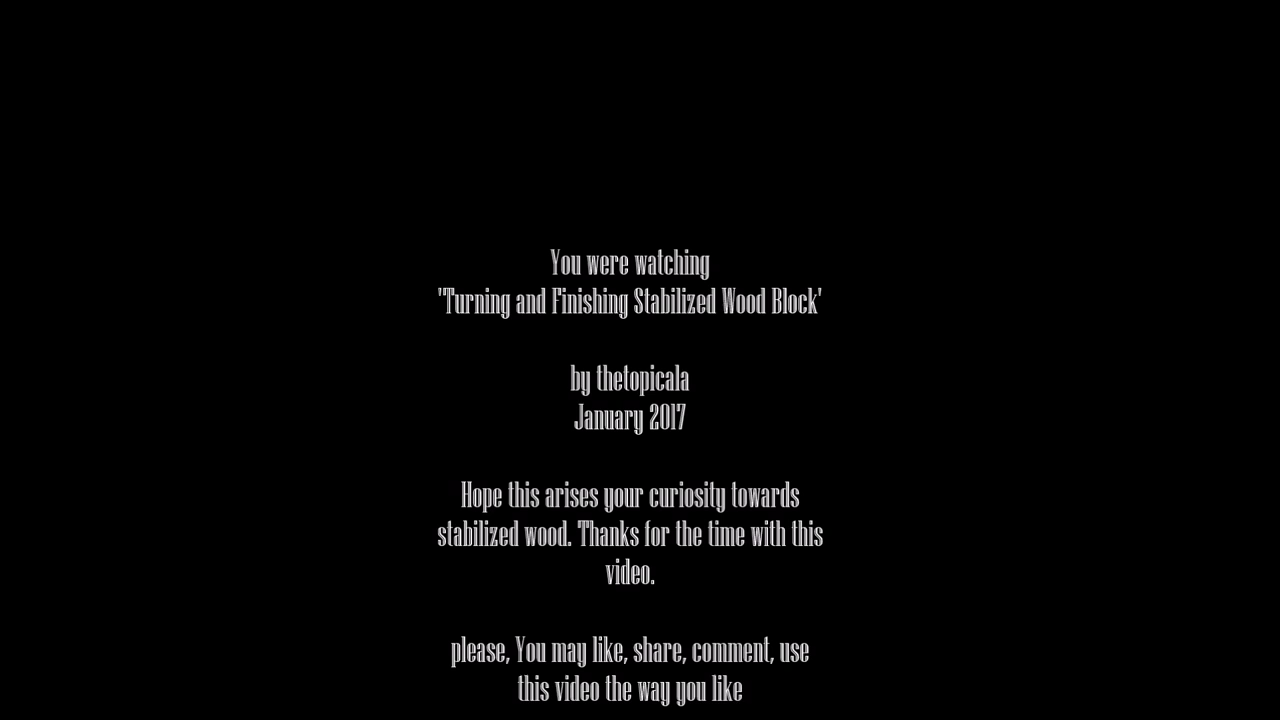 You were watching
'Turning and Finishing Stabilized Wood Block'
by thetopicala
January 2017
Hope this arises your curiosity towards
stabilized wood. Thanks for the time with this
video.
please, You may like, share, comment, use
this video the way you like